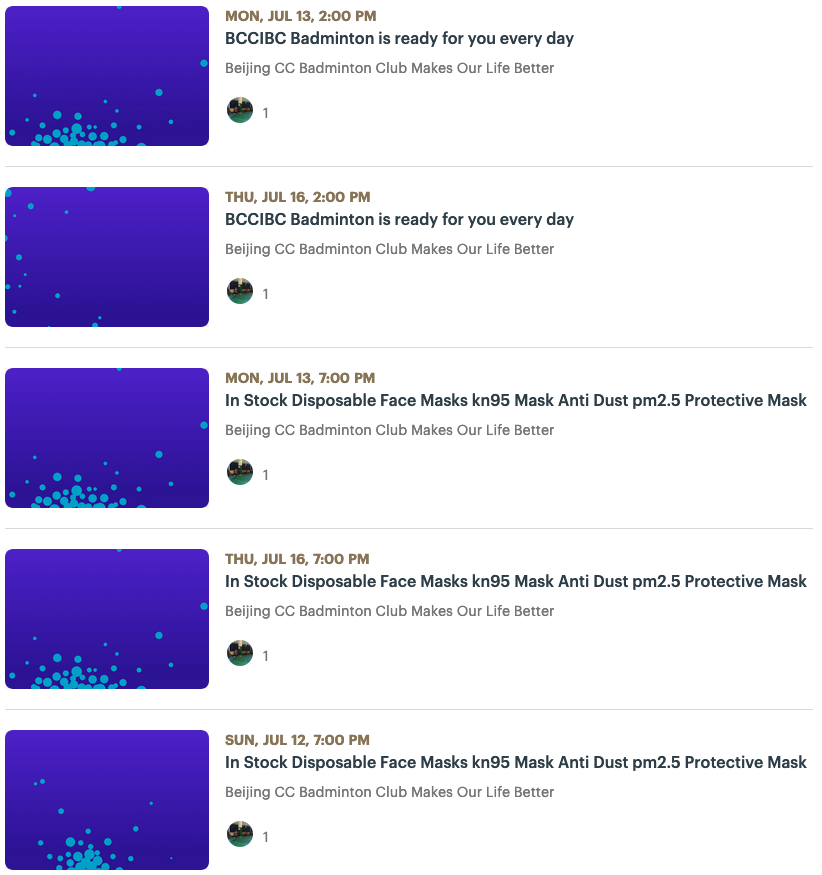 MON, JUL 13, 2:00 PM
BCCIBC Badminton is ready for you every day
Beijing CC Badminton Club Makes Our Life Better
1
THU, JUL 16, 2:00 PM
BCCIBC Badminton is ready for you every day
Beijing CC Badminton Club Makes Our Life Better
1
MON, JUL 13, 7:00 PM
In Stock Disposable Face Masks kn95 Mask Anti Dust pm2.5 Protective Mask
Beijing CC Badminton Club Makes Our Life Better
1
THU, JUL 16, 7:00 PM
In Stock Disposable Face Masks kn95 Mask Anti Dust pm2.5 Protective Mask
Beijing CC Badminton Club Makes Our Life Better
1
SUN, JUL 12, 7:00 PM
In Stock Disposable Face Masks kn95 Mask Anti Dust pm2.5 Protective Mask
Beijing CC Badminton Club Makes Our Life Better
1